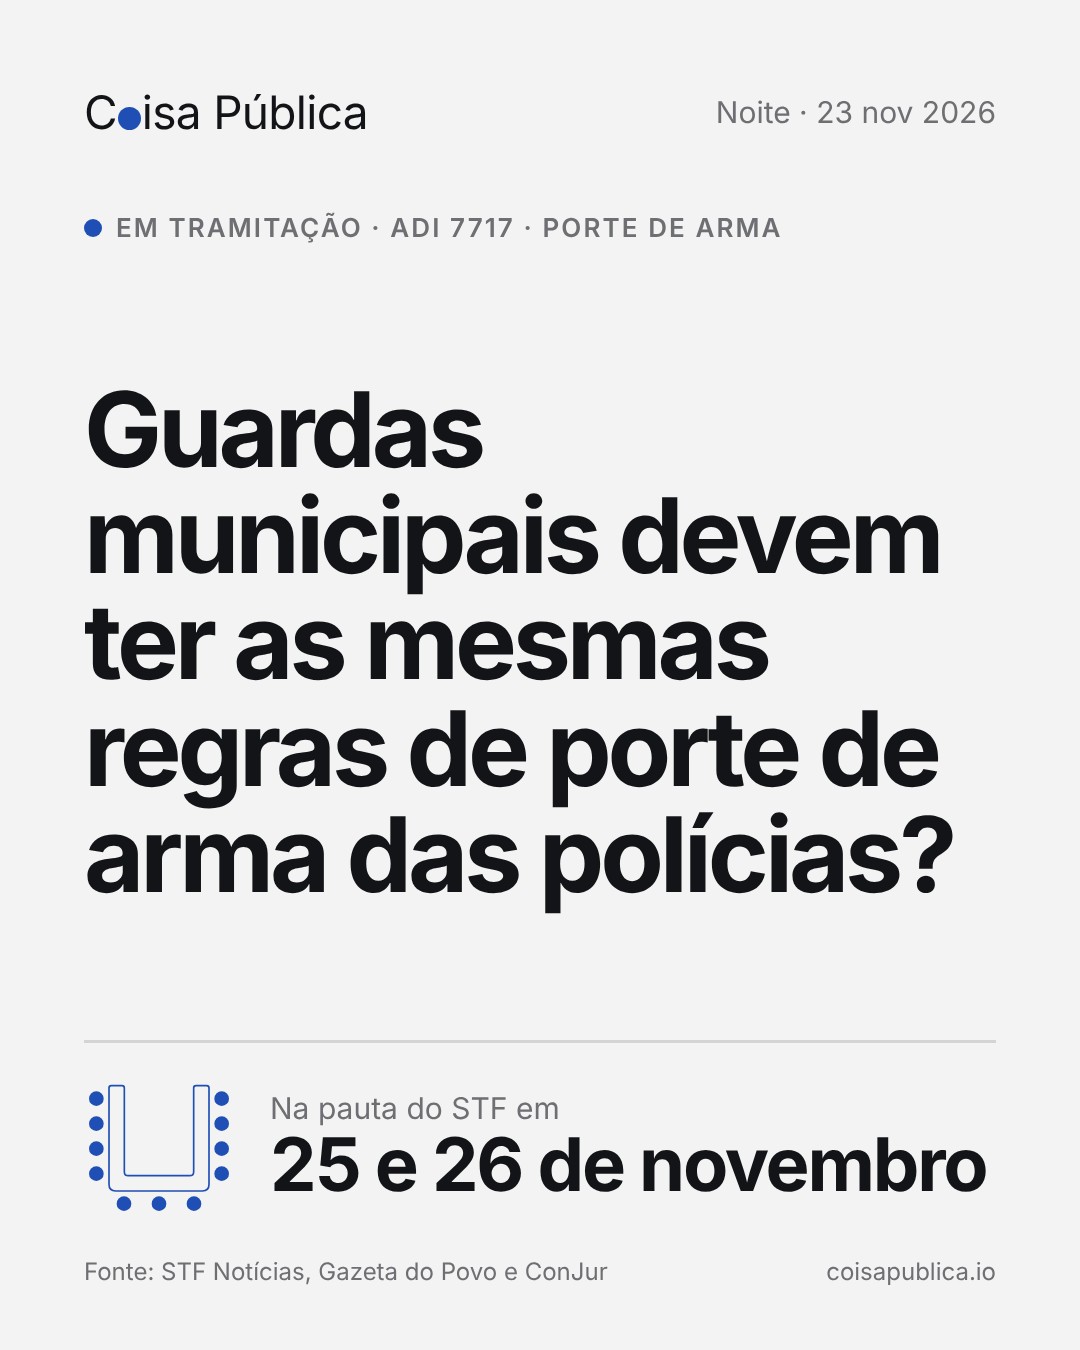 Coisa Pública
Noite · 23 nov 2026
EM TRAMITAÇÃO · ADI 7717 · PORTE DE ARMA
Guardas
municipais devem
ter as mesmas
regras de porte de
arma das polícias?
Na pauta do STF em
25 e 26 de novembro
Fonte: STF Notícias, Gazeta do Povo e ConJur
coisapublica.io